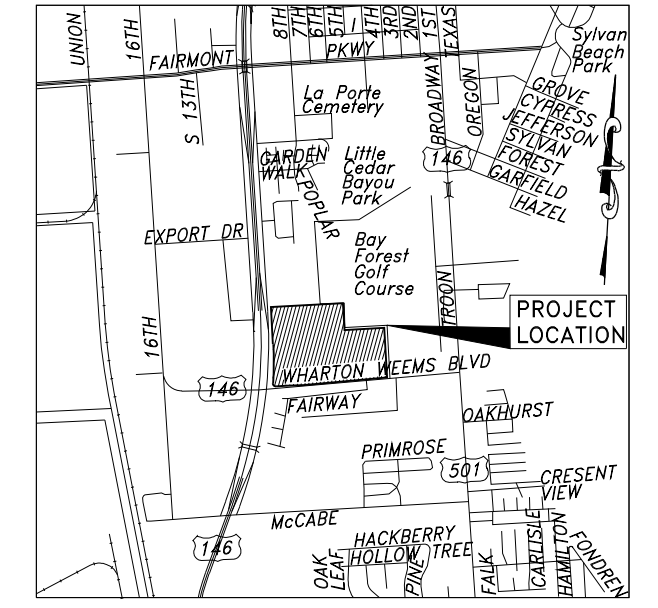 UNION
16TH
FAIRMONT
PKWY
8TH
7TH
6TH
5TH
4TH
3RD
2ND
1ST
TEXAS
Sylvan
Beach
Park
S 13TH
La Porte
Cemetery
BROADWAY
OREGON
GROVE
CYPRESS
JEFFERSON
SYLVAN
FOREST
GARFIELD
HAZEL
146
GARDEN
WALK
POPLAR
Little
Cedar
Bayou
Park
EXPORT DR
Bay
Forest
Golf
Course
TROON
PROJECT
LOCATION
16TH
WHARTON WEEMS BLVD
146
FAIRWAY
OAKHURST
PRIMROSE
501
CRESENT
VIEW
McCABE
146
HACKBERRY
HOLLOW TREE
OAK
LEAF
PINE
FALK
CARLISLE
HAMILTON
FONDREN